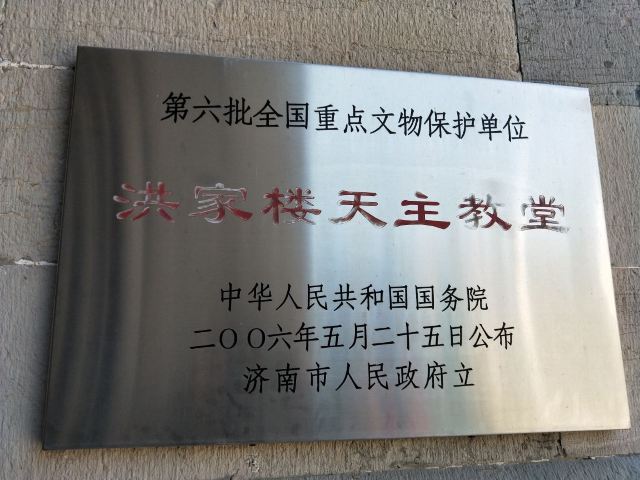 第六批全国重点文物保护单位
洪家楼天主教堂
中华人民共和国国务院
二〇〇六年五月二十五日公布
济南市人民政府立